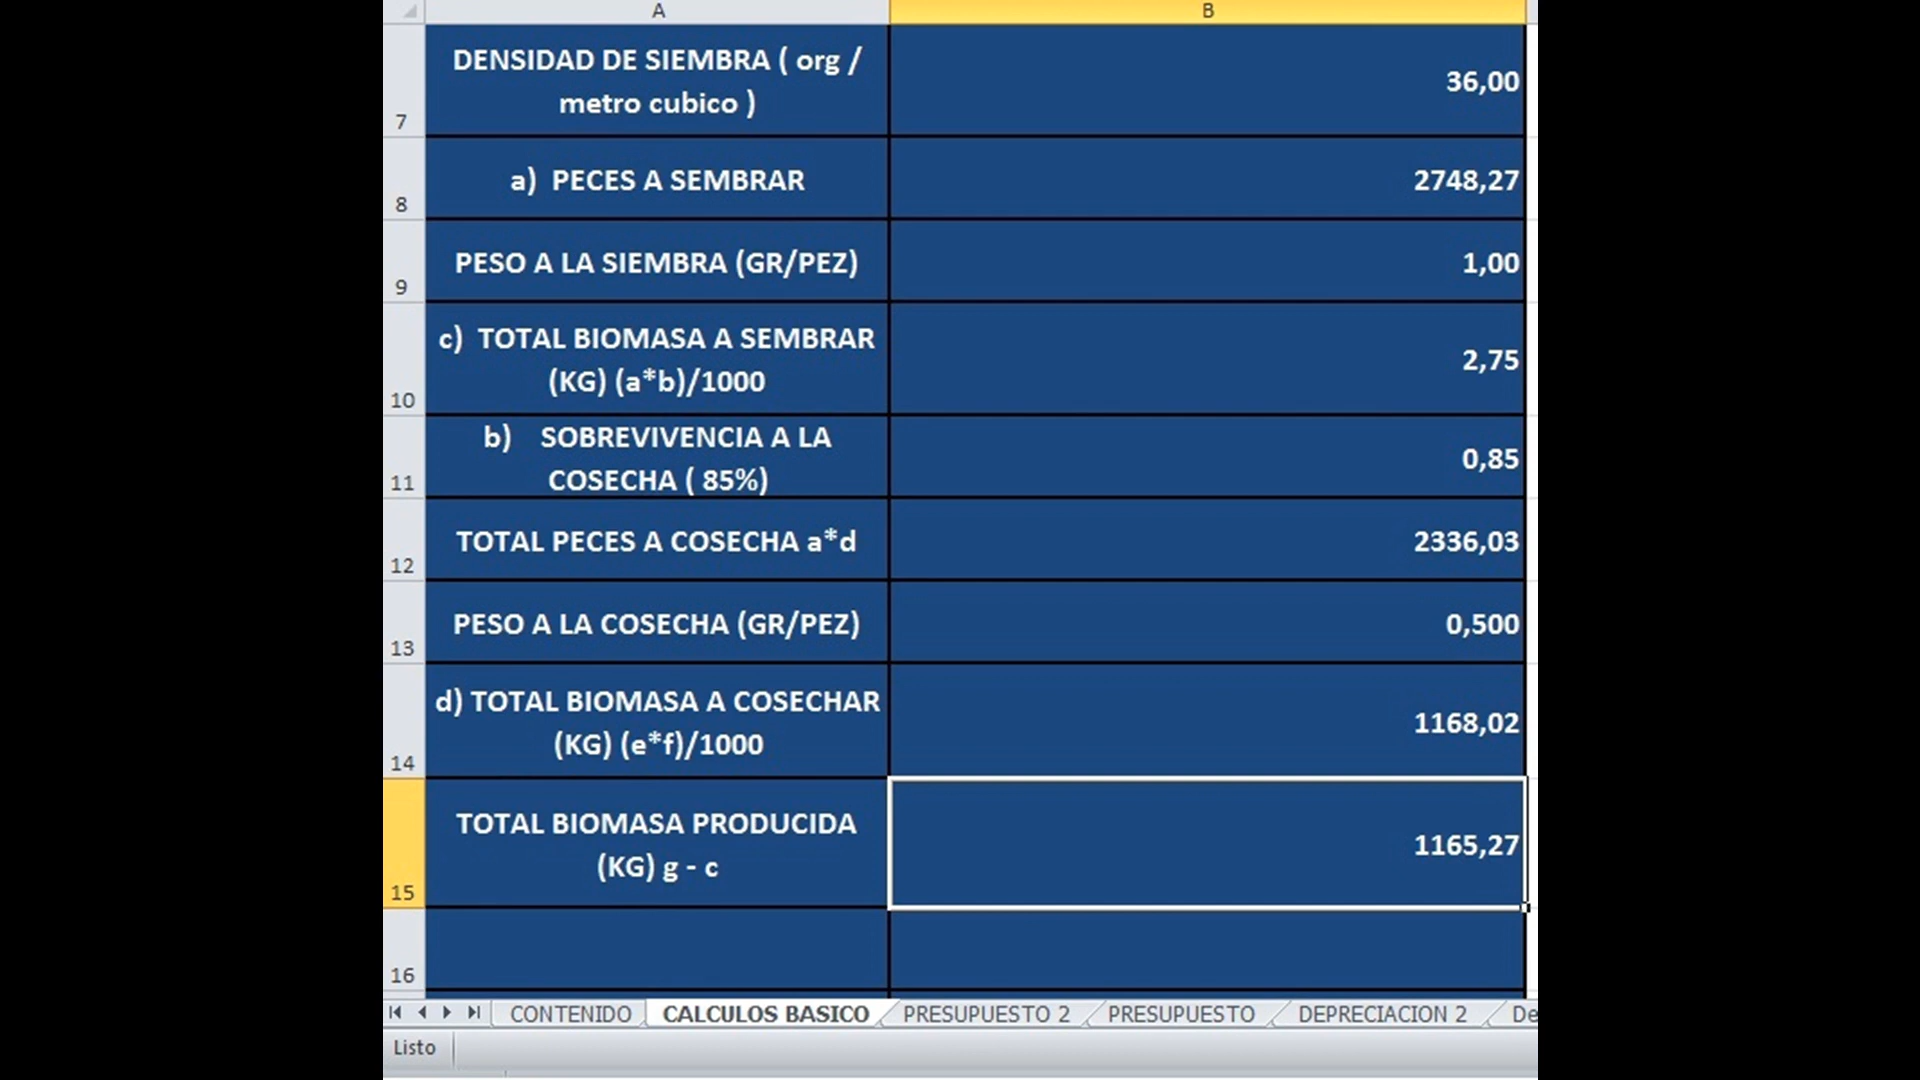 A B
DENSIDAD DE SIEMBRA ( org /
metro cubico )
36,00
7
a) PECES A SEMBRAR
2748,27
8
PESO A LA SIEMBRA (GR/PEZ)
1,00
9
c) TOTAL BIOMASA A SEMBRAR
(KG) (a*b)/1000
2,75
10
b) SOBREVIVENCIA A LA
COSECHA ( 85%)
0,85
11
TOTAL PECES A COSECHA a*d
2336,03
12
PESO A LA COSECHA (GR/PEZ)
0,500
13
d) TOTAL BIOMASA A COSECHAR
(KG) (e*f)/1000
1168,02
14
TOTAL BIOMASA PRODUCIDA
(KG) g - c
1165,27
15
16
CONTENIDO CALCULOS BASICO PRESUPUESTO 2 PRESUPUESTO DEPRECIACION 2 De
Listo